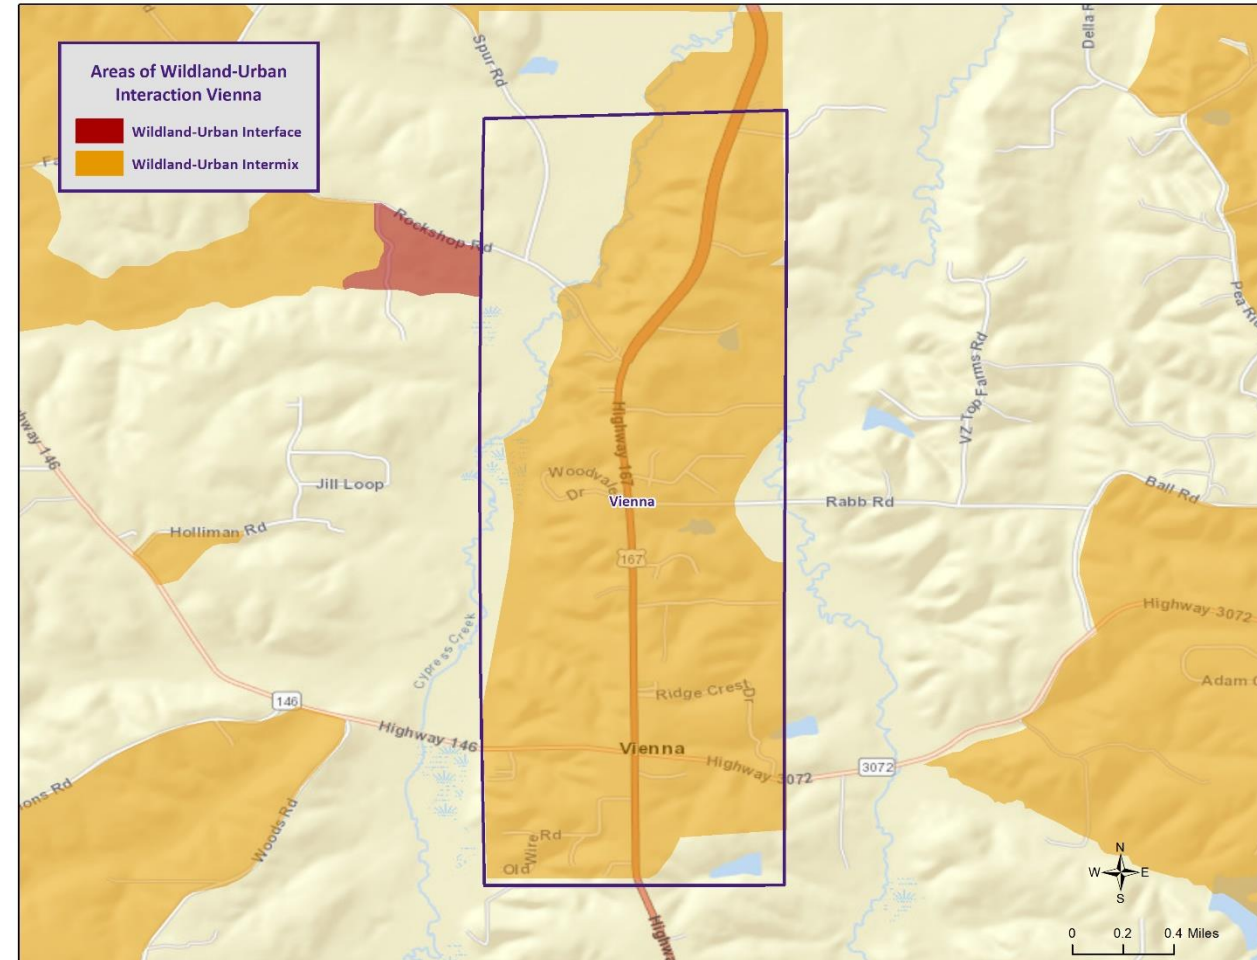 Areas of Wildland-Urban
Interaction Vienna
Wildland-Urban Interface
Wildland-Urban Intermix
Spur Rd
Rockshop Rd
Pea
VZ Top Farms Rd
Highway 167
Jill Loop
Woodvale
Dr
Vienna
Rabb Rd
Ball Rd
Holliman Rd
167
Highway 3072
Cypress Creek
Ridge Crest Dr
146
Highway 146
Vienna
Highway 3072
3072
Woods Rd
Old Wire Rd
N
W E
S
0 0.2 0.4 Miles